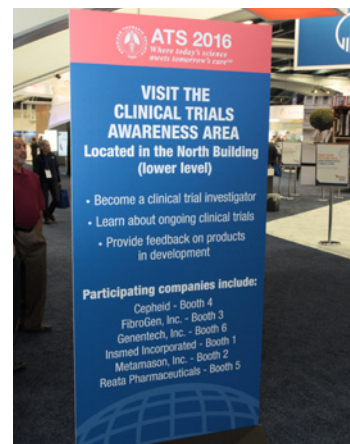 ATS 2016
Where today's science
meets tomorrow's care
VISIT THE
CLINICAL TRIALS
AWARENESS AREA
Located in the North Building
(lower level)
• Become a clinical trial investigator
• Learn about ongoing clinical trials
• Provide feedback on products
in development
Participating companies include:
Cepheid - Booth 4
FibroGen, Inc. - Booth 3
Genentech, Inc. - Booth 6
Insmed Incorporated - Booth 1
Metamason, Inc. - Booth 2
Reata Pharmaceuticals - Booth 5